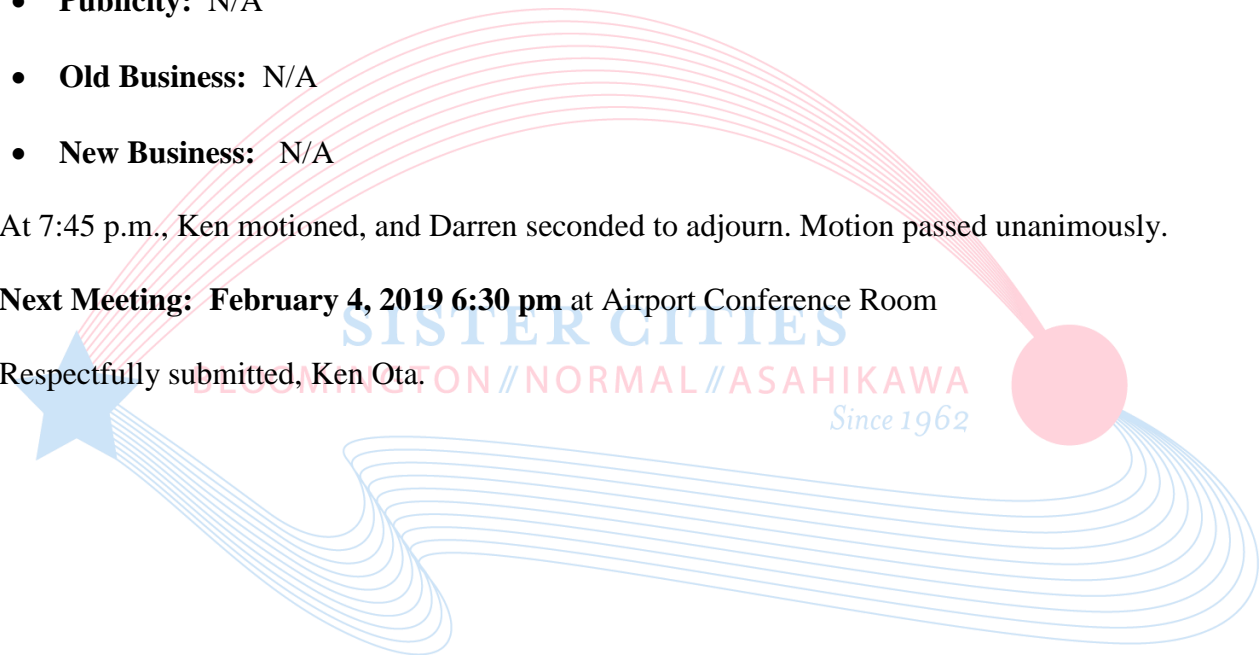 • Publicity: N/A
• Old Business: N/A
• New Business: N/A
At 7:45 p.m., Ken motioned, and Darren seconded to adjourn. Motion passed unanimously.
Next Meeting: February 4, 2019 6:30 pm at Airport Conference Room
SISTER CITIES
Respectfully submitted, Ken Ota.
BLOOMINGTON//NORMAL//ASAHIKAWA
Since 1962